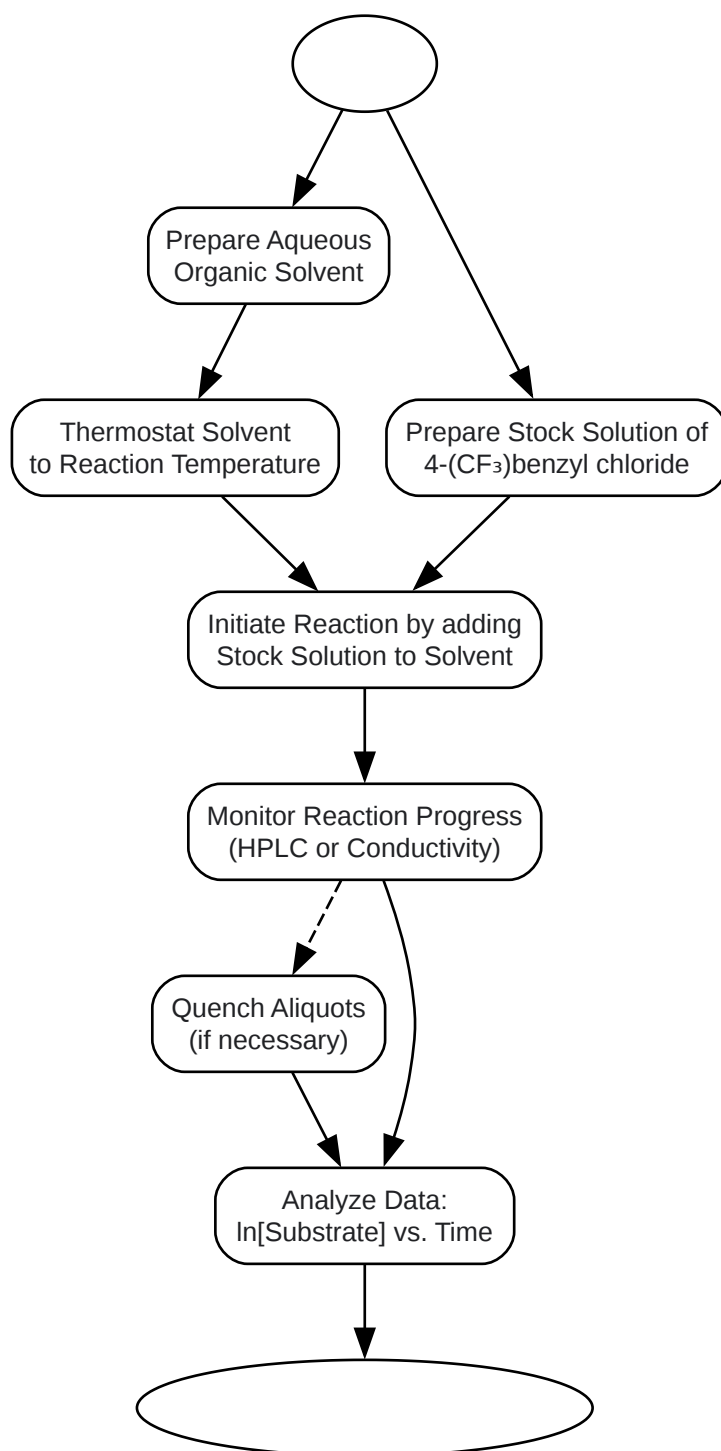 Prepare Aqueous
Organic Solvent
Thermostat Solvent
to Reaction Temperature
Prepare Stock Solution of
4-(CF₃)benzyl chloride
Initiate Reaction by adding
Stock Solution to Solvent
Monitor Reaction Progress
(HPLC or Conductivity)
Quench Aliquots
(if necessary)
Analyze Data:
ln[Substrate] vs. Time